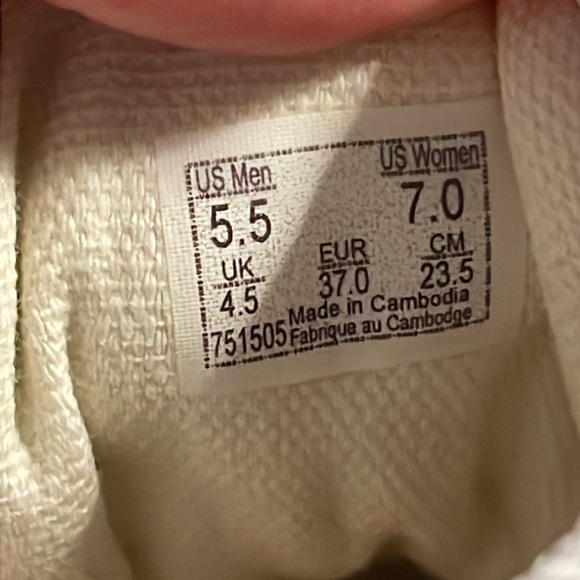 US Men US Women
5.5 7.0
UK EUR CM
4.5 37.0 23.5
Made in Cambodia
751505 Fabrique au Cambodge